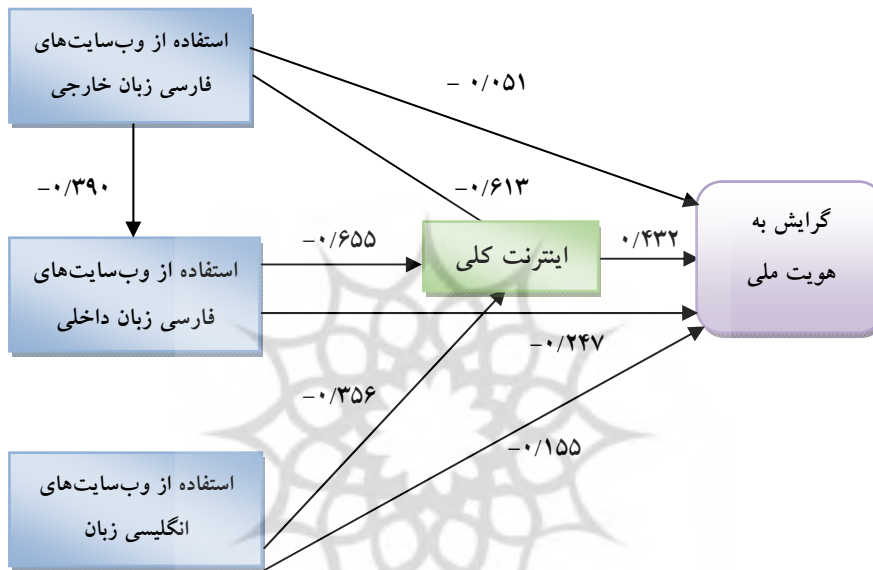 استفاده از وب‌سایت‌های
فارسی زبان خارجی
– ۰/۰۵۱
–۰/۳۹۰
–۰/۶۱۳
گرایش به
هویت ملی
–۰/۶۵۵
اینترنت کلی
۰/۴۳۲
استفاده از وب‌سایت‌های
فارسی زبان داخلی
–۰/۲۴۷
–۰/۳۵۶
–۰/۱۵۵
استفاده از وب‌سایت‌های
انگلیسی زبان